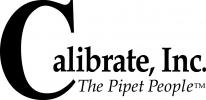 Calibrate, Inc.
The Pipet People™